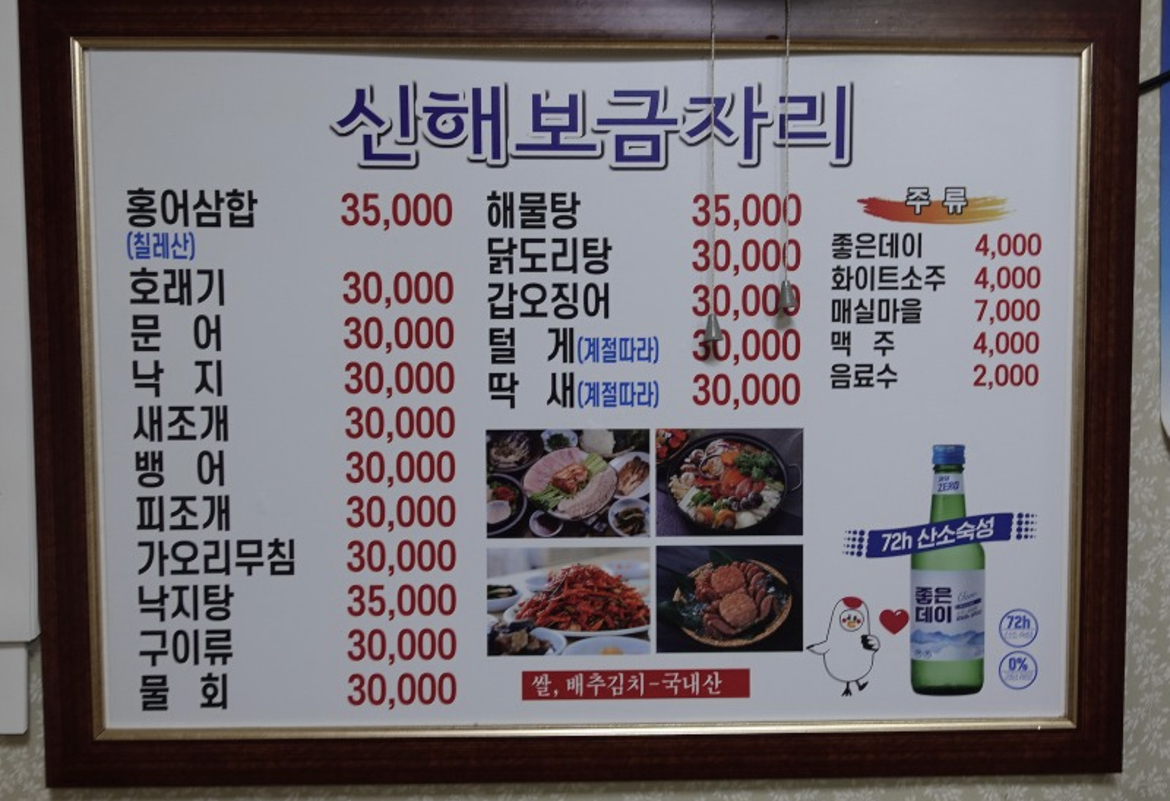 신해보금자리
홍어삼합 35,000
(칠레산)
호래기 30,000
문 어 30,000
낙 지 30,000
새조개 30,000
뱅 어 30,000
피조개 30,000
가오리무침 30,000
낙지탕 35,000
구이류 30,000
물 회 30,000
해물탕 35,000
닭도리탕 30,000
갑오징어 30,000
털 게(계절따라) 30,000
딱 새(계절따라) 30,000
쌀, 배추김치-국내산
주 류
좋은데이 4,000
화이트소주 4,000
매실마을 7,000
맥 주 4,000
음료수 2,000
ZERO
72h 산소숙성
좋은
데이
72h
산소숙성
0%